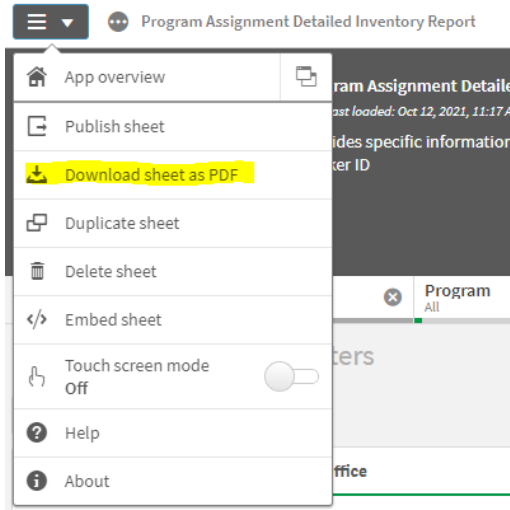 Program Assignment Detailed Inventory Report
App overview
ram Assignment Detaile
ast loaded: Oct 12, 2021, 11:17 A
Publish sheet
ides specific information
ker ID
Download sheet as PDF
Duplicate sheet
Delete sheet
Program
All
Embed sheet
ters
Touch screen mode
Off
Help
ffice
About